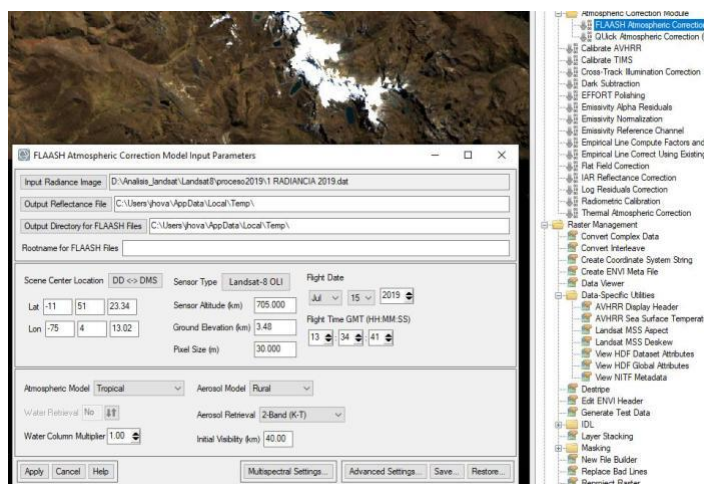 Atmospheric Correction Module
FLAASH Atmospheric Correction
QUick Atmospheric Correction (
Calibrate AVHRR
Calibrate TIMS
Cross-Track Illumination Correction
Dark Subtraction
EFFORT Polishing
Emissivity Alpha Residuals
Emissivity Normalization
Emissivity Reference Channel
Empirical Line Compute Factors and
Empirical Line Correct Using Existing
Flat Field Correction
IAR Reflectance Correction
Log Residuals Correction
Radiometric Calibration
Thermal Atmospheric Correction
Raster Management
Convert Complex Data
Convert Interleave
Create Coordinate System String
Create ENVI Meta File
Data Viewer
Data-Specific Utilities
AVHRR Display Header
AVHRR Sea Surface Temperat
Landsat MSS Aspect
Landsat MSS Deskew
View HDF Dataset Attributes
View HDF Global Attributes
View NITF Metadata
Destripe
Edit ENVI Header
Generate Test Data
IDL
Layer Stacking
Masking
New File Builder
Replace Bad Lines
Reproject Raster
FLAASH Atmospheric Correction Model Input Parameters
Input Radiance Image D:\Analisis_landsat\Landsat8\proceso2019\1 RADIANCIA 2019.dat
Output Reflectance File C:\Users\jhova\AppData\Local\Temp\
Output Directory for FLAASH Files C:\Users\jhova\AppData\Local\Temp\
Rootname for FLAASH Files
Scene Center Location DD <-> DMS Sensor Type Landsat-8 OLI Flight Date
Lat -11 51 23.34 Sensor Altitude (km) 705.000 Jul 15 2019
Lon -75 4 13.02 Ground Elevation (km) 3.48 Flight Time GMT (HH:MM:SS)
Pixel Size (m) 30.000 13 : 34 : 41
Atmospheric Model Tropical Aerosol Model Rural
Water Retrieval No Aerosol Retrieval 2-Band (K-T)
Water Column Multiplier 1.00 Initial Visibility (km) 40.00
Apply Cancel Help Multispectral Settings... Advanced Settings... Save... Restore...